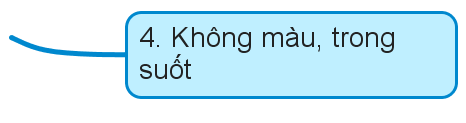 4. Không màu, trong
suốt